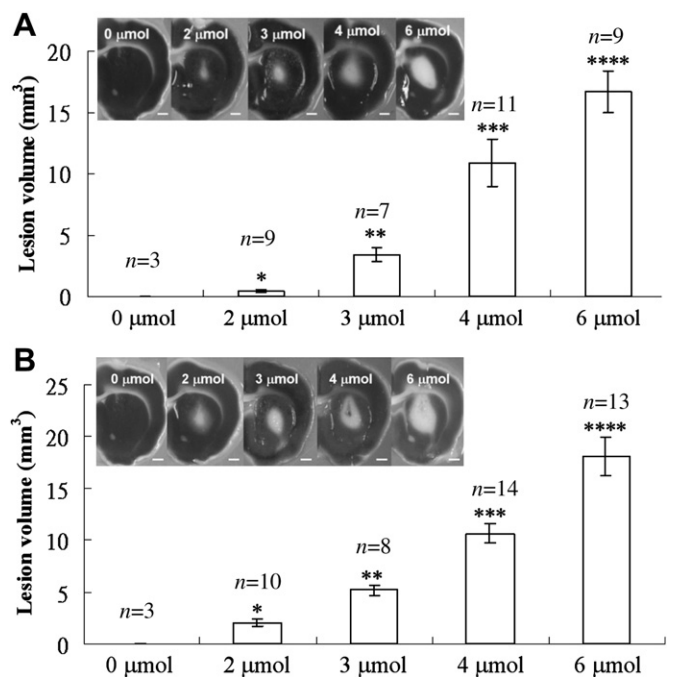 A
0 μmol 2 μmol 3 μmol 4 μmol 6 μmol
Lesion volume (mm³)
20
15
10
5
0
n=3
n=9
*
n=7
**
n=11
***
n=9
****
0 μmol 2 μmol 3 μmol 4 μmol 6 μmol
B
0 μmol 2 μmol 3 μmol 4 μmol 6 μmol
Lesion volume (mm³)
25
20
15
10
5
0
n=3
n=10
*
n=8
**
n=14
***
n=13
****
0 μmol 2 μmol 3 μmol 4 μmol 6 μmol